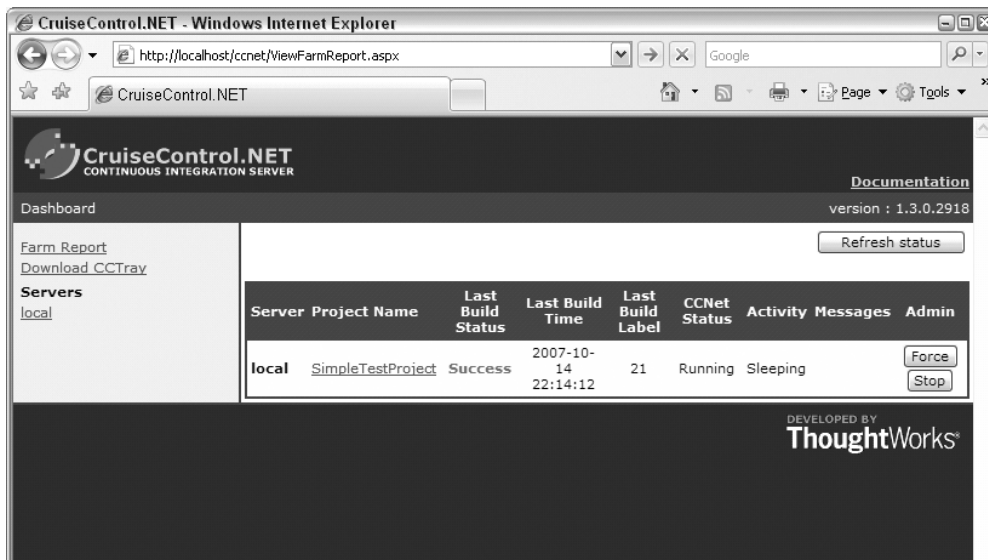 CruiseControl.NET - Windows Internet Explorer
http://localhost/ccnet/ViewFarmReport.aspx
Google
CruiseControl.NET
Page
Tools
»
CruiseControl.NET
CONTINUOUS INTEGRATION SERVER
Documentation
Dashboard
version : 1.3.0.2918
Farm Report
Download CCTray
Servers
local
Refresh status
Server Project Name Last Build Status Last Build Time Last Build Label CCNet Status Activity Messages Admin
local SimpleTestProject Success 2007-10-14 22:14:12 21 Running Sleeping Force Stop
DEVELOPED BY
ThoughtWorks®